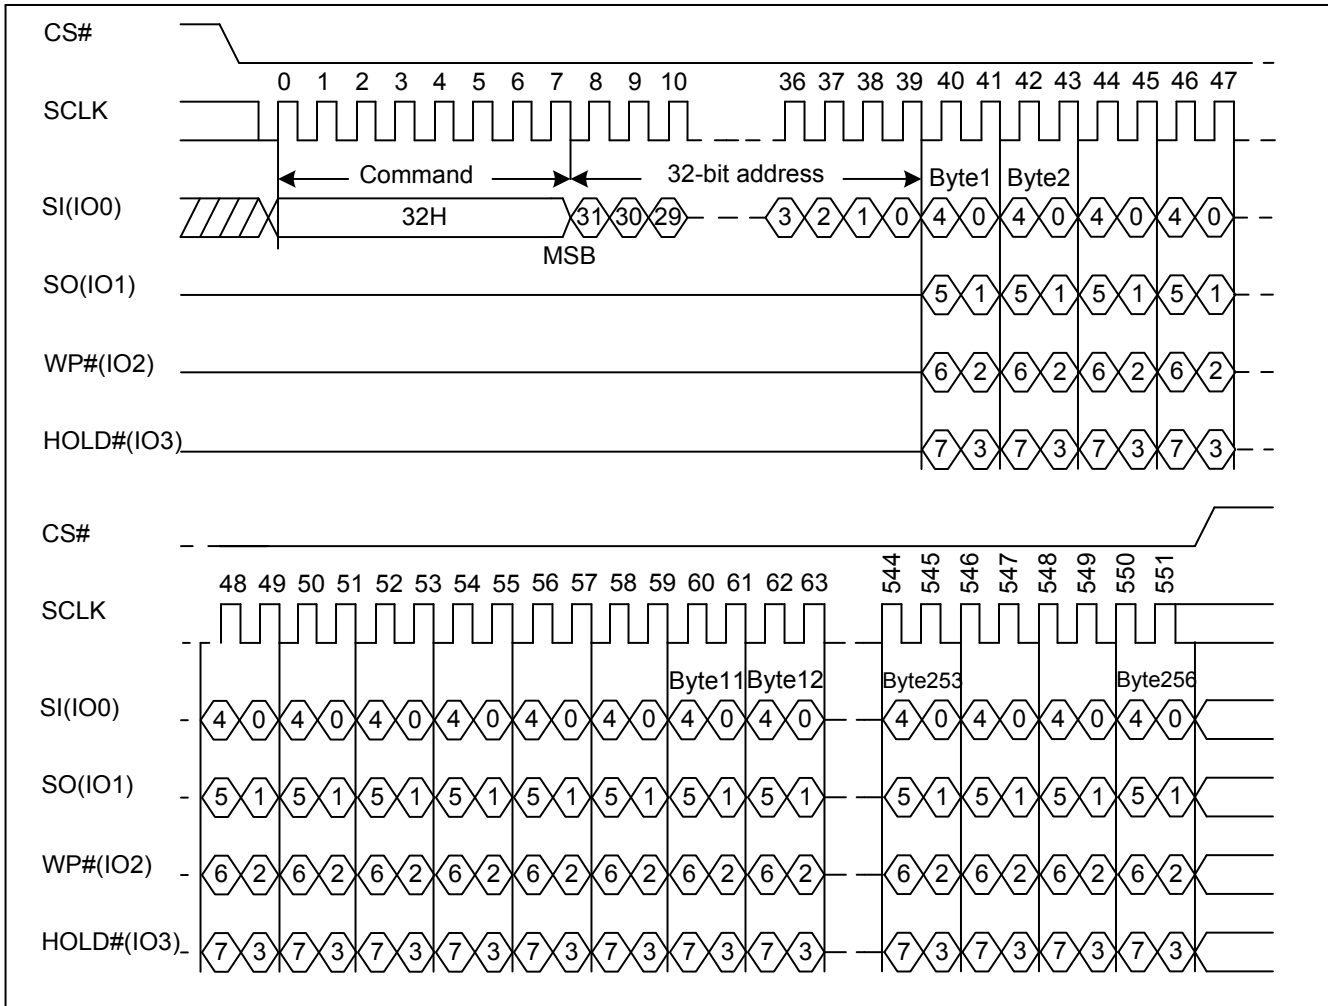 CS#
0 1 2 3 4 5 6 7 8 9 10 36 37 38 39 40 41 42 43 44 45 46 47
SCLK
Command 32-bit address Byte1 Byte2
SI(IO0) 32H 31 30 29 3 2 1 0 4 0 4 0 4 0 4 0
MSB
SO(IO1) 5 1 5 1 5 1 5 1
WP#(IO2) 6 2 6 2 6 2 6 2
HOLD#(IO3) 7 3 7 3 7 3 7 3
CS#
48 49 50 51 52 53 54 55 56 57 58 59 60 61 62 63 544 545 546 547 548 549 550 551
SCLK
Byte11 Byte12 Byte253 Byte256
SI(IO0) 4 0 4 0 4 0 4 0 4 0 4 0 4 0 4 0 4 0 4 0 4 0 4 0
SO(IO1) 5 1 5 1 5 1 5 1 5 1 5 1 5 1 5 1 5 1 5 1 5 1 5 1
WP#(IO2) 6 2 6 2 6 2 6 2 6 2 6 2 6 2 6 2 6 2 6 2 6 2 6 2
HOLD#(IO3) 7 3 7 3 7 3 7 3 7 3 7 3 7 3 7 3 7 3 7 3 7 3 7 3